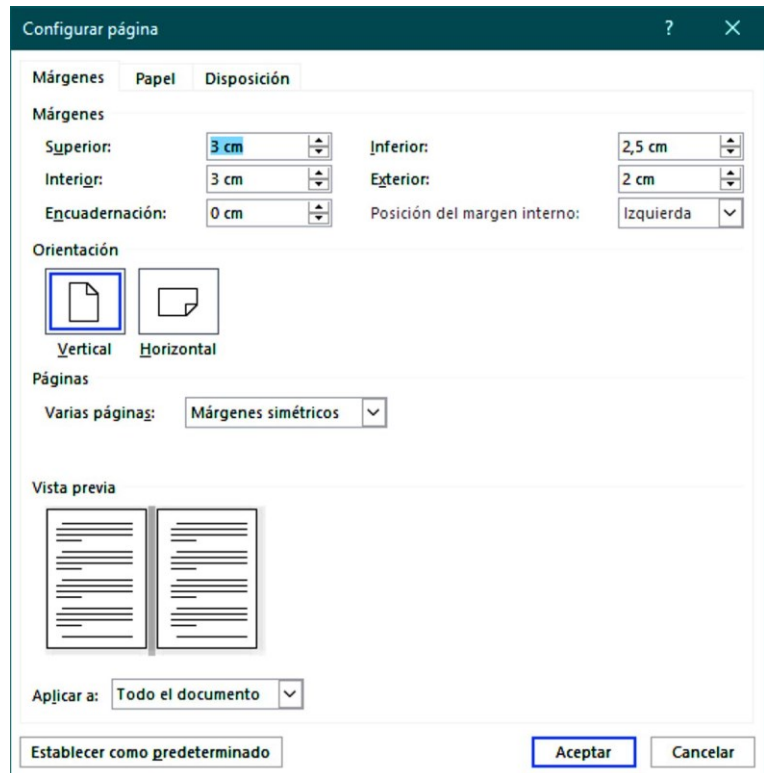 Configurar página ? ×
Márgenes Papel Disposición
Márgenes
Superior: 3 cm Inferior: 2,5 cm
Interior: 3 cm Exterior: 2 cm
Encuadernación: 0 cm Posición del margen interno: Izquierda
Orientación
Vertical Horizontal
Páginas
Varias páginas: Márgenes simétricos
Vista previa
Aplicar a: Todo el documento
Establecer como predeterminado Aceptar Cancelar